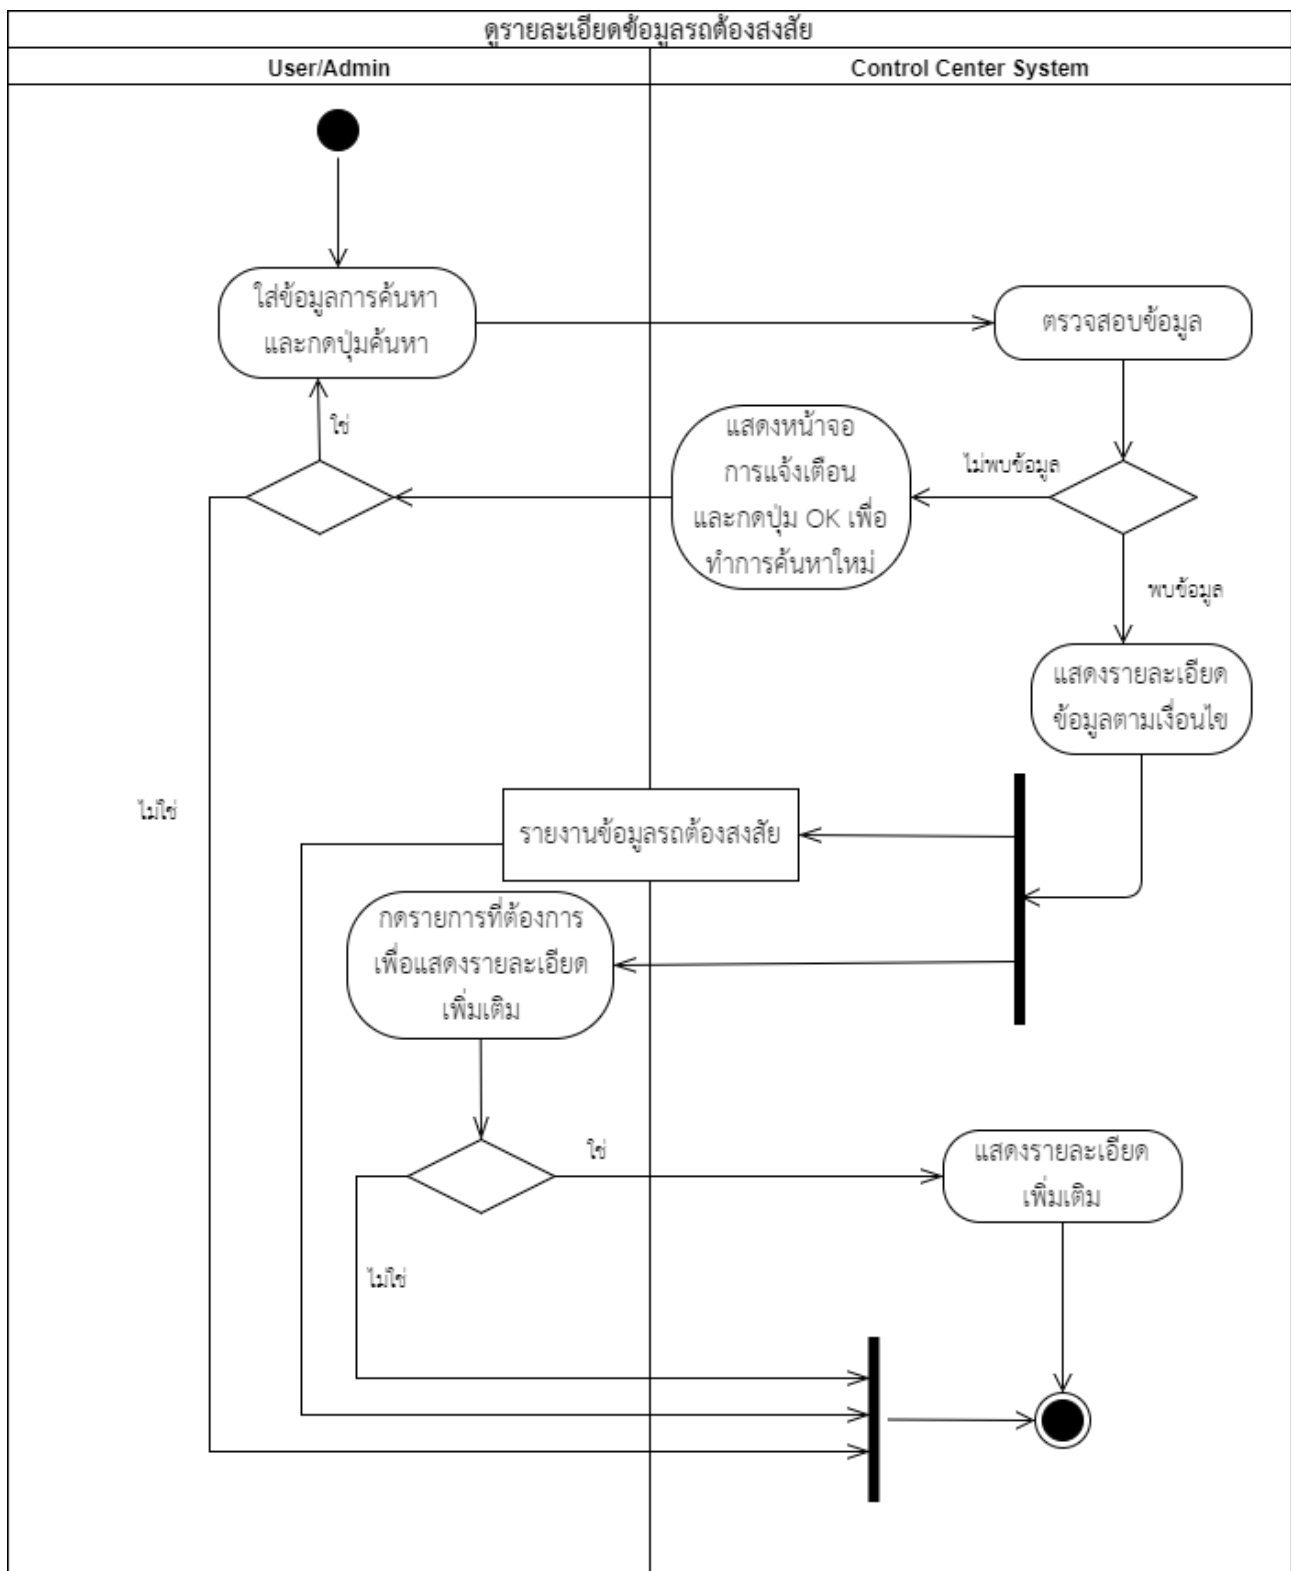 ดูรายละเอียดข้อมูลรถต้องสงสัย
User/Admin
Control Center System
ใส่ข้อมูลการค้นหา
และกดปุ่มค้นหา
ตรวจสอบข้อมูล
ใช่
แสดงหน้าจอ
การแจ้งเตือน
และกดปุ่ม OK เพื่อ
ทำการค้นหาใหม่
ไม่พบข้อมูล
พบข้อมูล
แสดงรายละเอียด
ข้อมูลตามเงื่อนไข
ไม่ใช่
รายงานข้อมูลรถต้องสงสัย
กดรายการที่ต้องการ
เพื่อแสดงรายละเอียด
เพิ่มเติม
ใช่
แสดงรายละเอียด
เพิ่มเติม
ไม่ใช่